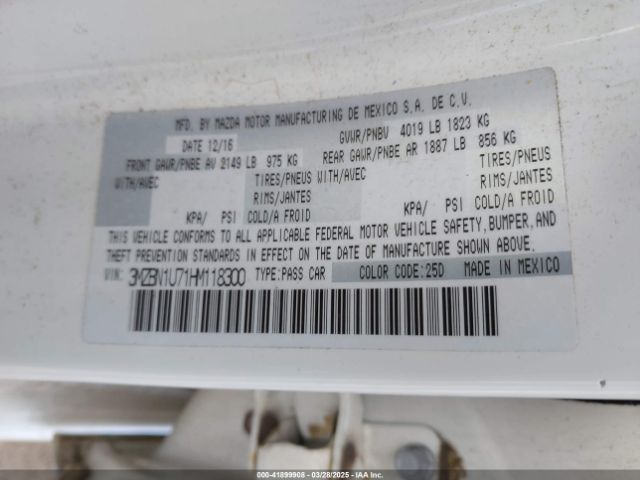 MFD. BY MAZDA MOTOR MANUFACTURING DE MEXICO S.A. DE C.V.
DATE 12/16 GVWR/PNBV 4019 LB 1823 KG
FRONT GAWR/PNBE AV 2149 LB 975 KG REAR GAWR/PNBE AR 1887 LB 856 KG
WITH/AVEC TIRES/PNEUS WITH/AVEC TIRES/PNEUS
RIMS/JANTES RIMS/JANTES
KPA/ PSI COLD/A FROID KPA/ PSI COLD/A FROID
THIS VEHICLE CONFORMS TO ALL APPLICABLE FEDERAL MOTOR VEHICLE SAFETY, BUMPER, AND
THEFT PREVENTION STANDARDS IN EFFECT ON THE DATE OF MANUFACTURE SHOWN ABOVE.
VIN: 3MZBN1U71HM118300 TYPE: PASS CAR COLOR CODE: 25D MADE IN MEXICO
000-41899908 - 03/28/2025 - IAA, Inc.